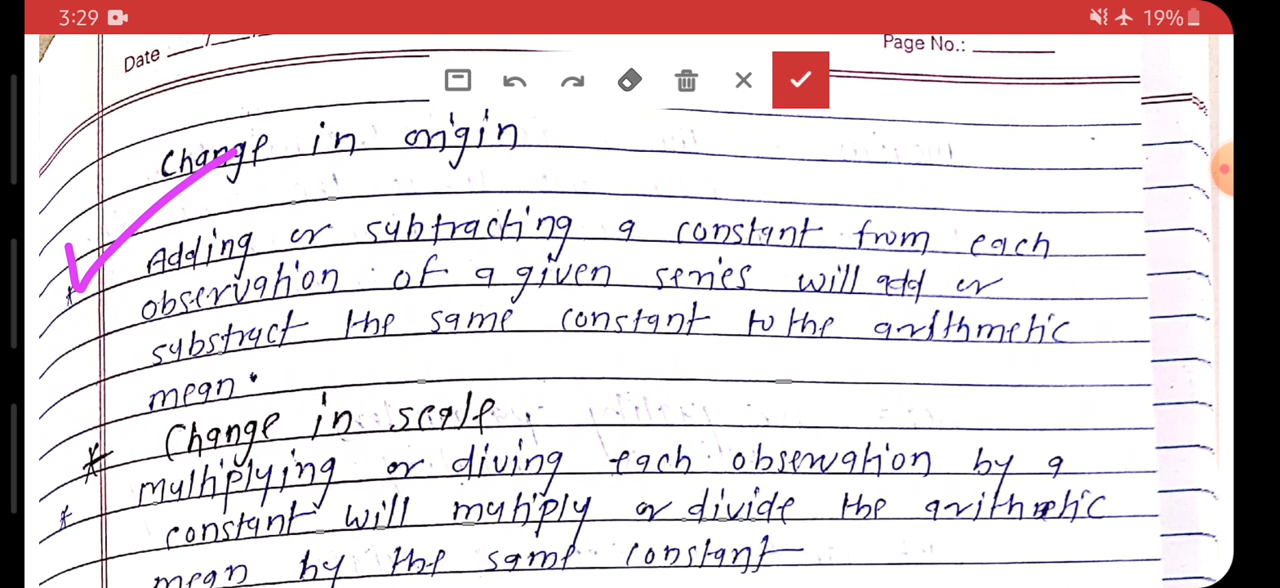 3:29
19%
Date
Page No.:
Change in origin
Adding or subtracting a constant from each
observation of a given series will add or
substract the same constant to the arithmetic
mean.
* Change in scale.
* multiplying or diving each observation by a
constant will mutiply or divide the arithmetic
mean by the same constant